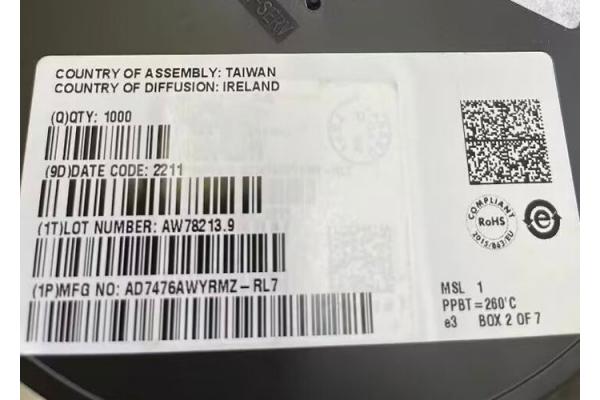 COUNTRY OF ASSEMBLY: TAIWAN
COUNTRY OF DIFFUSION: IRELAND
(Q)QTY: 1000
(9D)DATE CODE: 2211
(1T)LOT NUMBER: AW78213.9
(1P)MFG NO: AD7476AWYRMZ-RL7
COMPLIANT
RoHS
2015/863/EU
e
MSL 1
PPBT=260°C
e3 BOX 2 OF 7